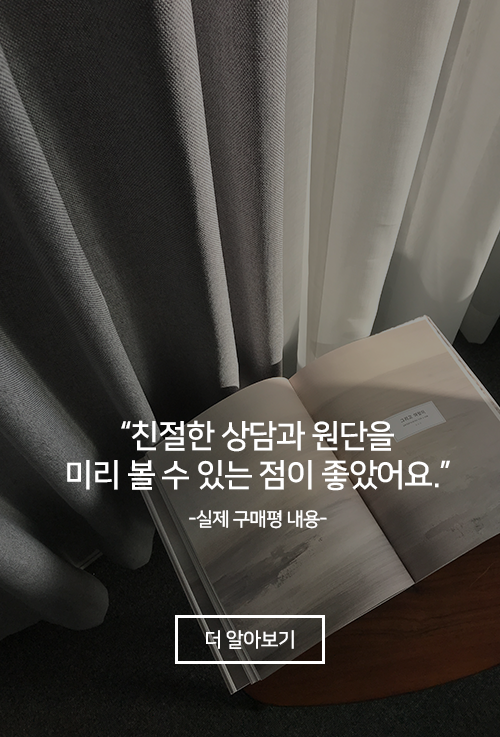 “친절한 상담과 원단을
미리 볼 수 있는 점이 좋았어요.”
-실제 구매평 내용-
더 알아보기